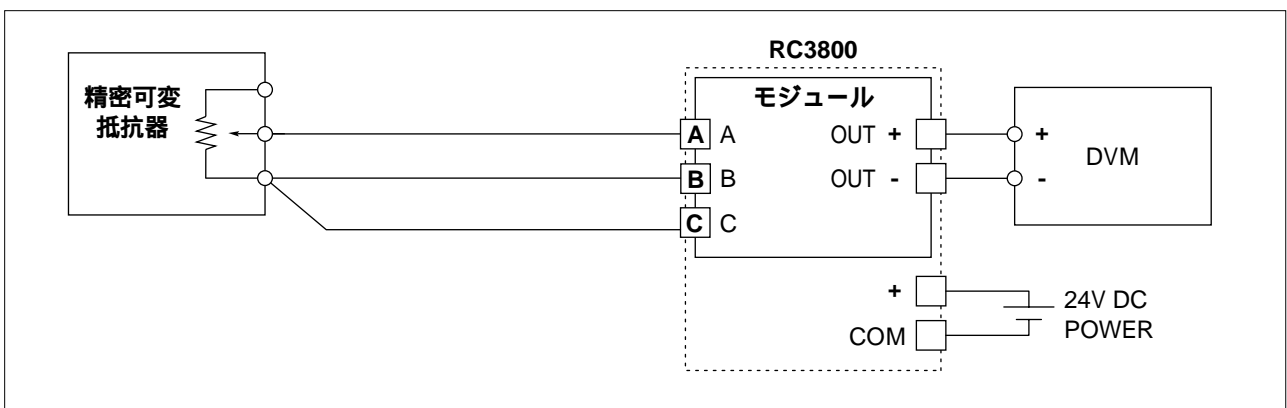 RC3800
精密可変
抵抗器
モジュール
A A
B B
C C
OUT +
OUT -
+
-
DVM
+
COM
24V DC
POWER